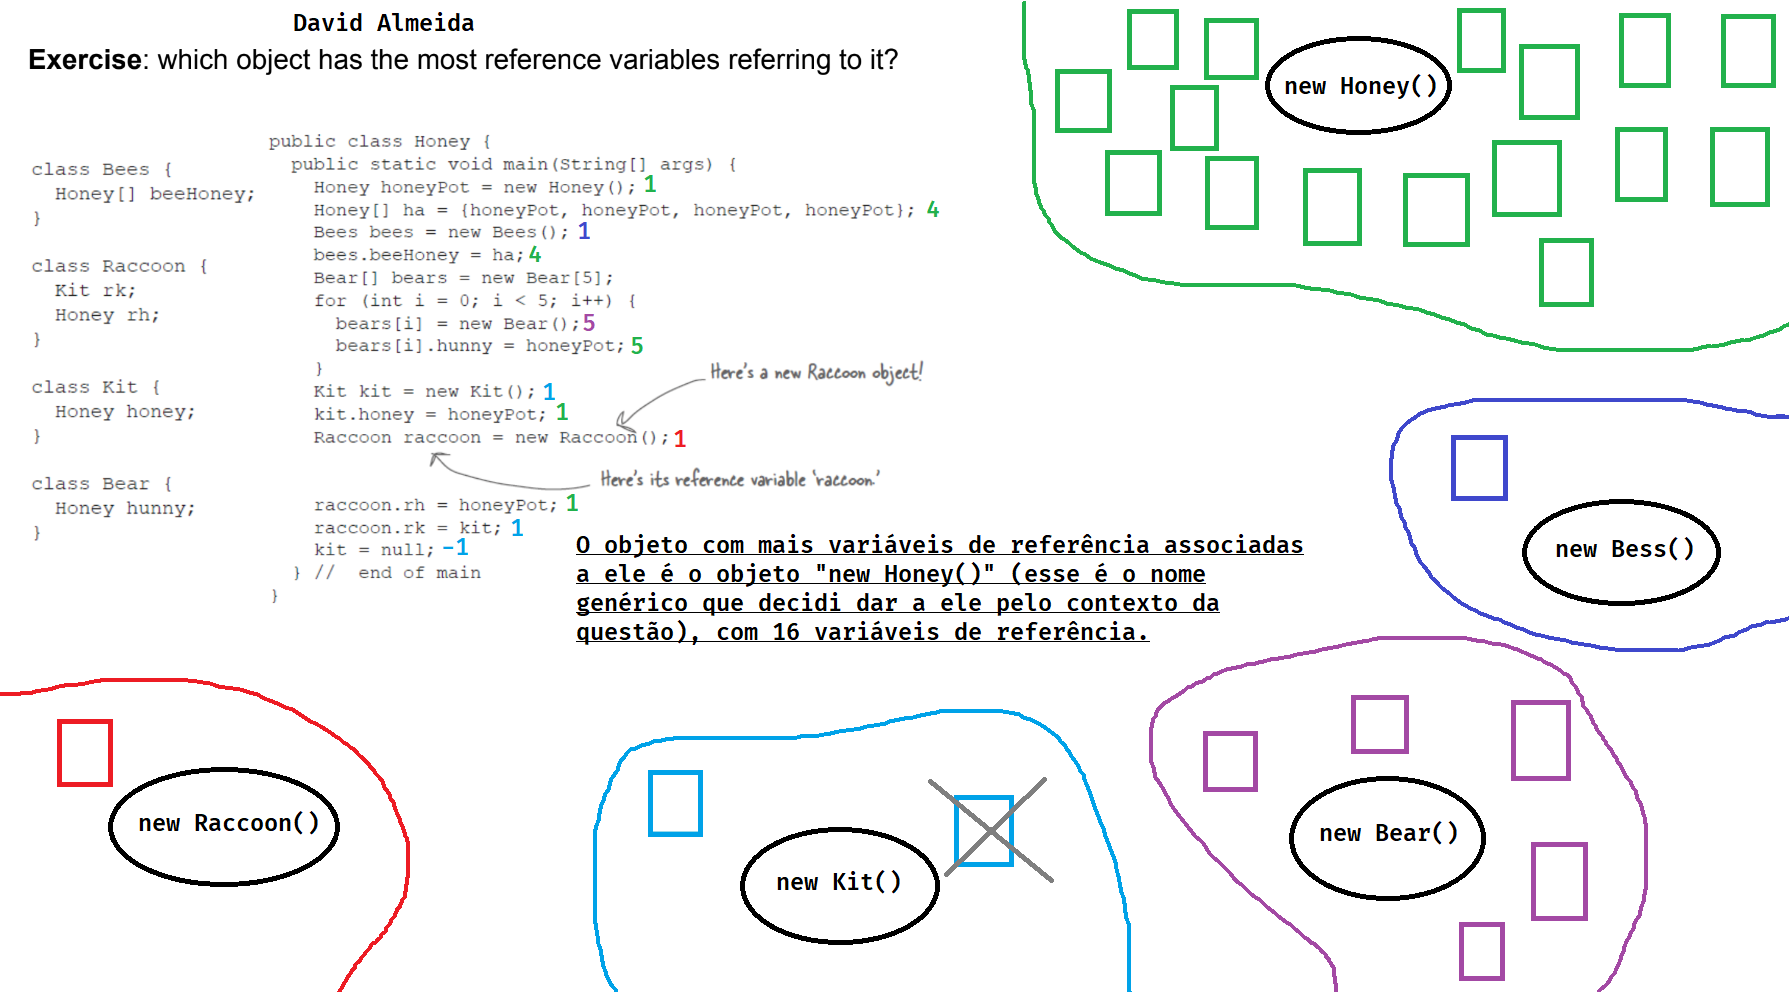 David Almeida
Exercise: which object has the most reference variables referring to it?
class Bees {
Honey[] beeHoney;
}
class Raccoon {
Kit rk;
Honey rh;
}
class Kit {
Honey honey;
}
class Bear {
Honey hunny;
}
public class Honey {
public static void main(String[] args) {
Honey honeyPot = new Honey(); 1
Honey[] ha = {honeyPot, honeyPot, honeyPot, honeyPot}; 4
Bees bees = new Bees(); 1
bees.beeHoney = ha; 4
Bear[] bears = new Bear[5];
for (int i = 0; i < 5; i++) {
bears[i] = new Bear(); 5
bears[i].hunny = honeyPot; 5
}
Kit kit = new Kit(); 1
kit.honey = honeyPot; 1
Raccoon raccoon = new Raccoon(); 1
Here's a new Raccoon object!
Here's its reference variable 'raccoon.'
raccoon.rh = honeyPot; 1
raccoon.rk = kit; 1
kit = null; -1
} // end of main
}
O objeto com mais variáveis de referência associadas
a ele é o objeto "new Honey()" (esse é o nome
genérico que decidi dar a ele pelo contexto da
questão), com 16 variáveis de referência.
new Honey()
new Bess()
new Raccoon()
new Kit()
new Bear()